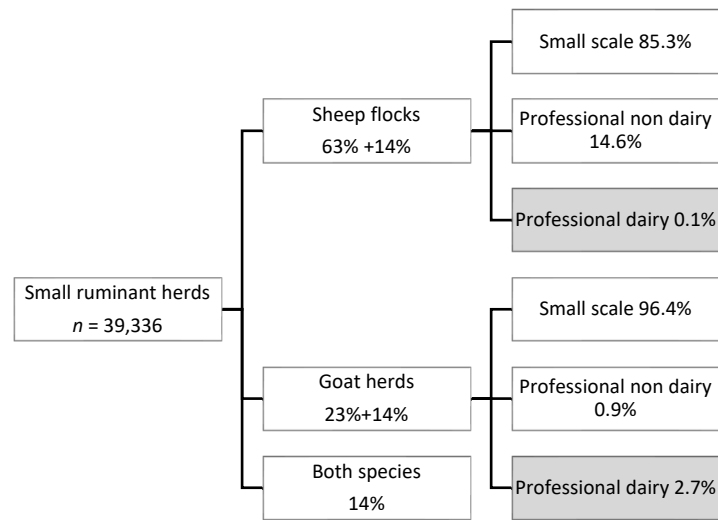 Small ruminant herds
n = 39,336
Sheep flocks
63% +14%
Small scale 85.3%
Professional non dairy
14.6%
Professional dairy 0.1%
Goat herds
23%+14%
Small scale 96.4%
Professional non dairy
0.9%
Professional dairy 2.7%
Both species
14%